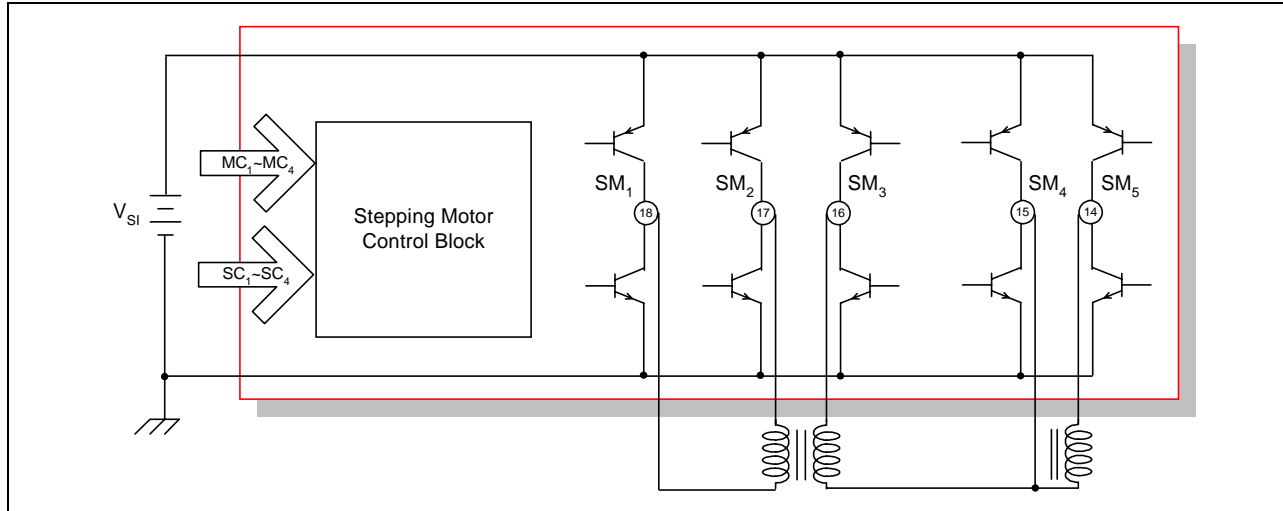 MC₁~MC₄
SM₁ SM₂ SM₃ SM₄ SM₅
V_SI
18 17 16 15 14
Stepping Motor
Control Block
SC₁~SC₄